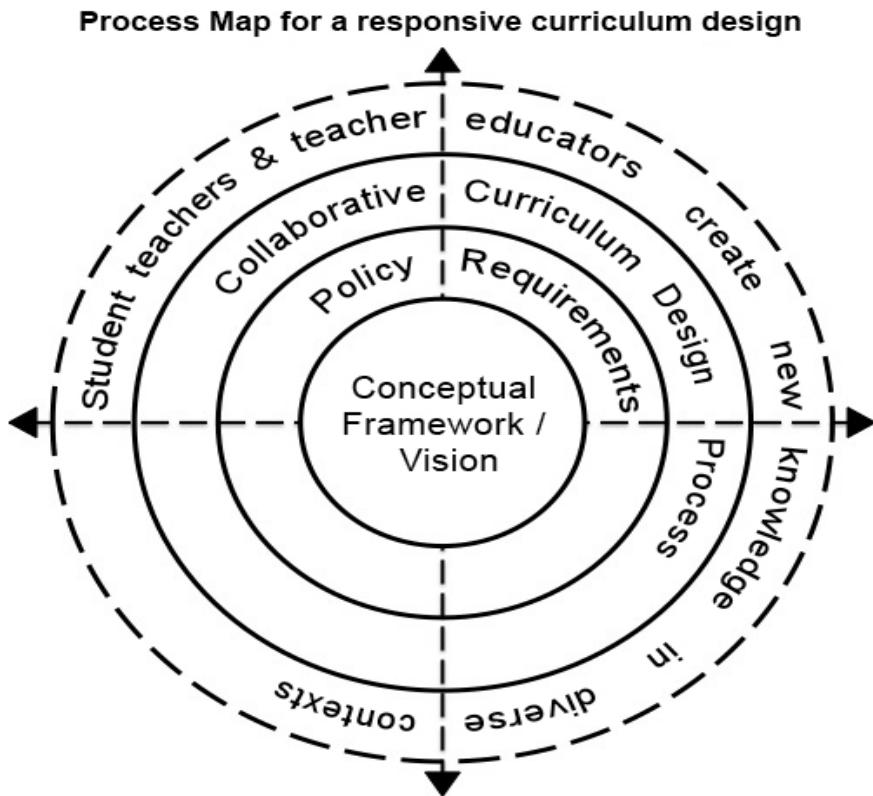 Process Map for a responsive curriculum design
Student teachers & teacher educators create new knowledge in diverse contexts
Collaborative Curriculum Design Process
Policy Requirements
Conceptual
Framework /
Vision